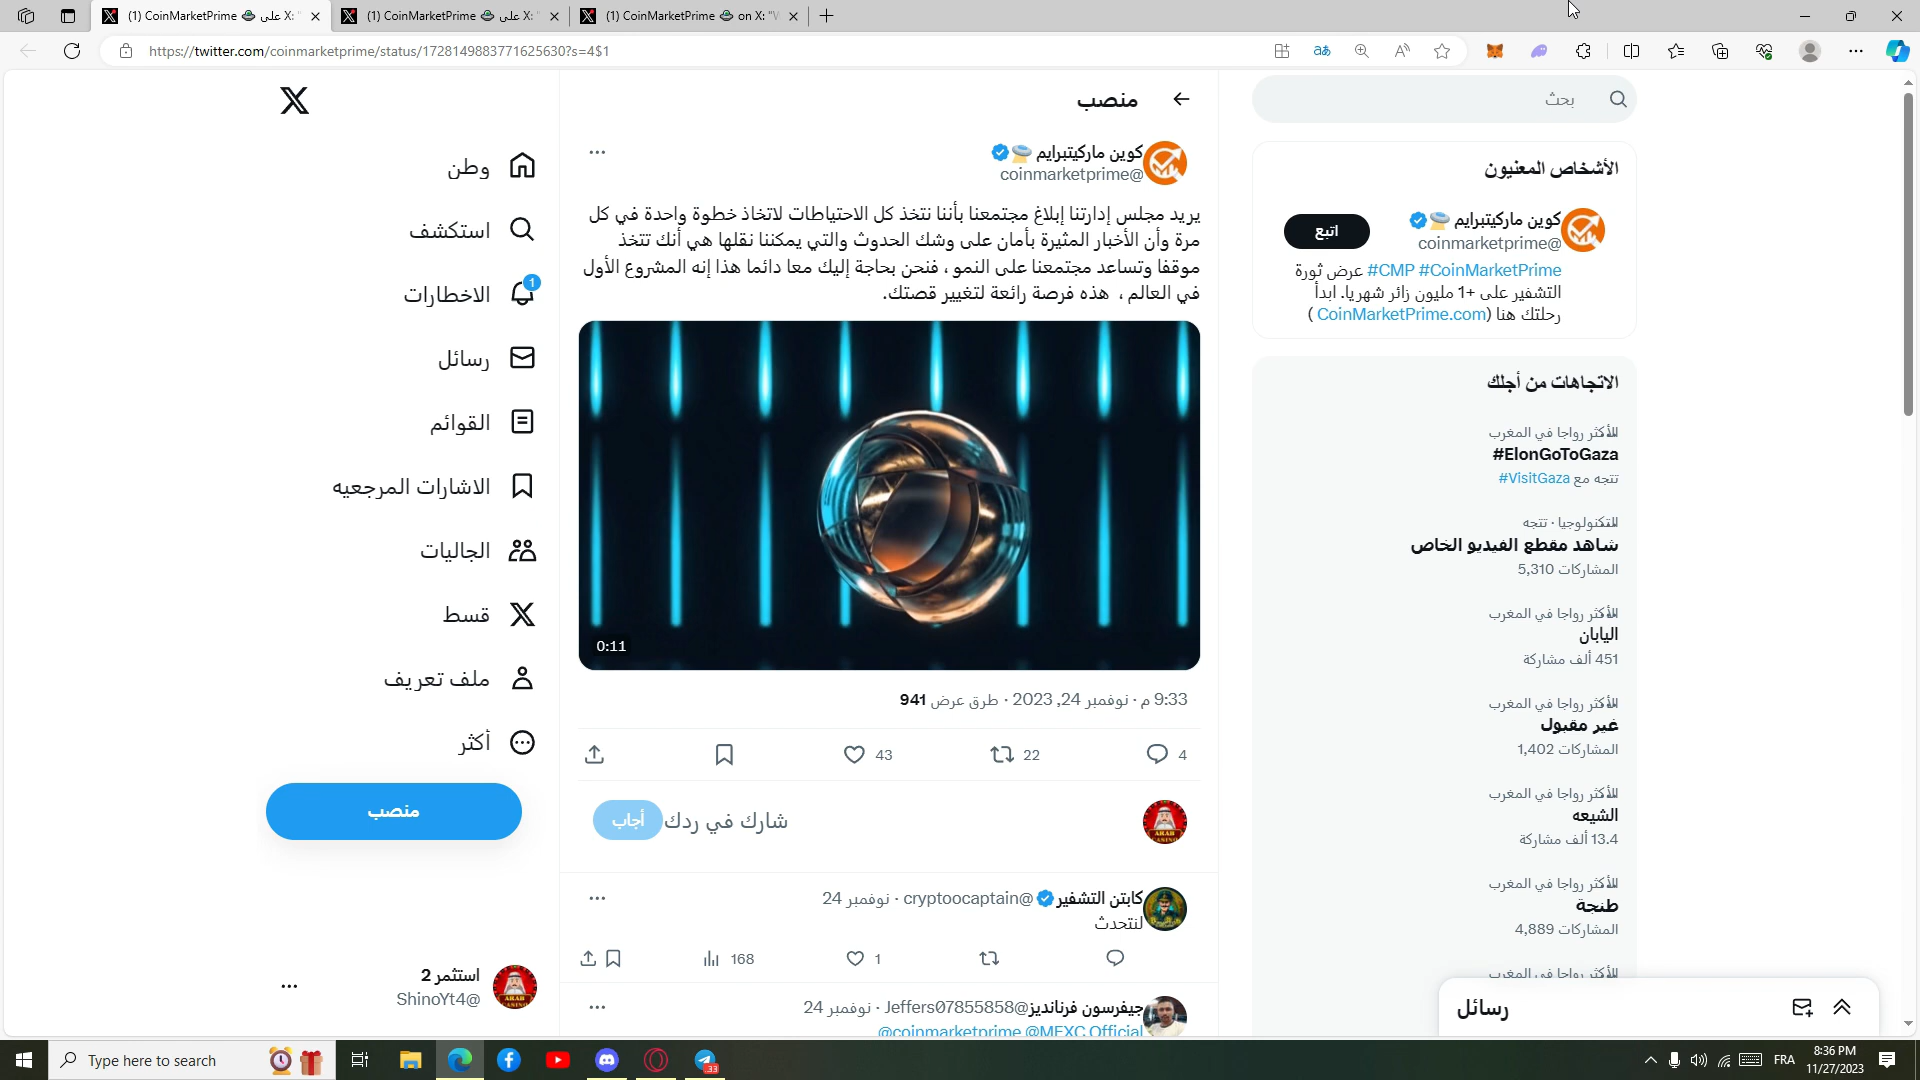 (1) CoinMarketPrime على X: "
(1) CoinMarketPrime على X: "
(1) CoinMarketPrime on X: "W
https://twitter.com/coinmarketprime/status/1728149883771625630?s=4$1
وطن
استكشف
1
الاخطارات
رسائل
القوائم
الاشارات المرجعيه
الجاليات
قسط
ملف تعريف
أكثر
منصب
استثمر 2
@ShinoYt4
منصب
كوين ماركيتبرايم
@coinmarketprime
يريد مجلس إدارتنا إبلاغ مجتمعنا بأننا نتخذ كل الاحتياطات لاتخاذ خطوة واحدة في كل
مرة وأن الأخبار المثيرة بأمان على وشك الحدوث والتي يمكننا نقلها هي أنك تتخذ
موقفا وتساعد مجتمعنا على النمو ، فنحن بحاجة إليك معا دائما هذا إنه المشروع الأول
في العالم ، هذه فرصة رائعة لتغيير قصتك.
0:11
9:33 م · نوفمبر 24, 2023 · طرق عرض 941
4
22
43
شارك في ردك
أجاب
كابتن التشفير @cryptoocaptain · نوفمبر 24
لنتحدث
1
168
جيفرسون فرنانديز@Jeffers07855858 · نوفمبر 24
@coinmarketprime @MEXC_Official
بحث
الأشخاص المعنيون
كوين ماركيتبرايم
@coinmarketprime
اتبع
#CMP #CoinMarketPrime عرض ثورة
التشفير على +1 مليون زائر شهريا. ابدأ
رحلتك هنا (CoinMarketPrime.com )
الاتجاهات من أجلك
الأكثر رواجا في المغرب
#ElonGoToGaza
تتجه مع #VisitGaza
التكنولوجيا · تتجه
شاهد مقطع الفيديو الخاص
المشاركات 5,310
الأكثر رواجا في المغرب
اليابان
451 ألف مشاركة
الأكثر رواجا في المغرب
غير مقبول
المشاركات 1,402
الأكثر رواجا في المغرب
الشيعه
13.4 ألف مشاركة
الأكثر رواجا في المغرب
طنجة
المشاركات 4,889
الأكثر رواجا في المغرب
رسائل
Type here to search
33
FRA
8:36 PM
11/27/2023